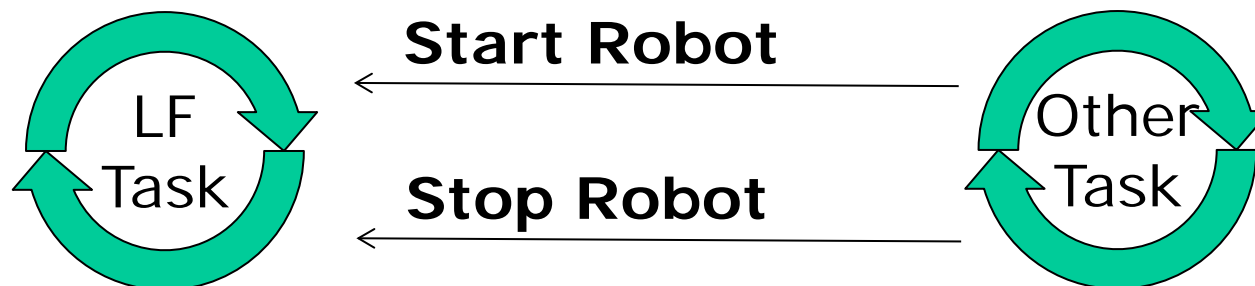 Start Robot
LF
Task
Other
Task
Stop Robot